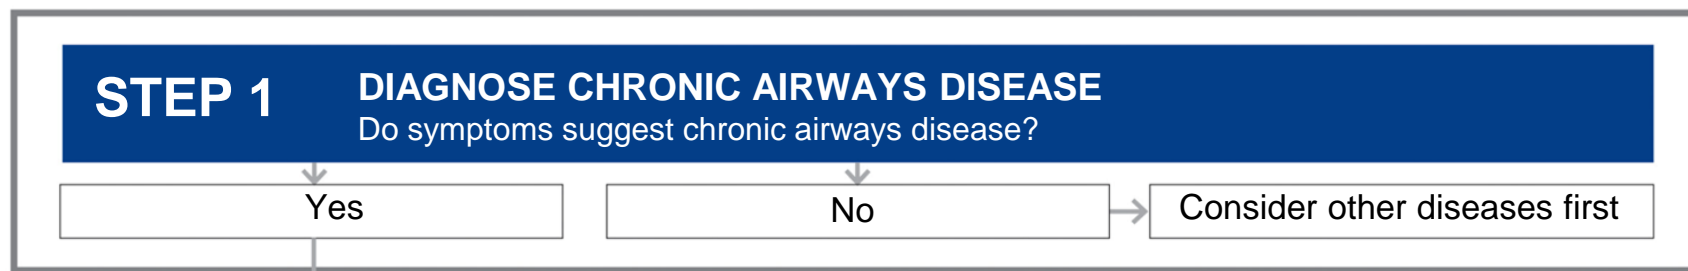 STEP 1
DIAGNOSE CHRONIC AIRWAYS DISEASE
Do symptoms suggest chronic airways disease?
Yes
No
Consider other diseases first